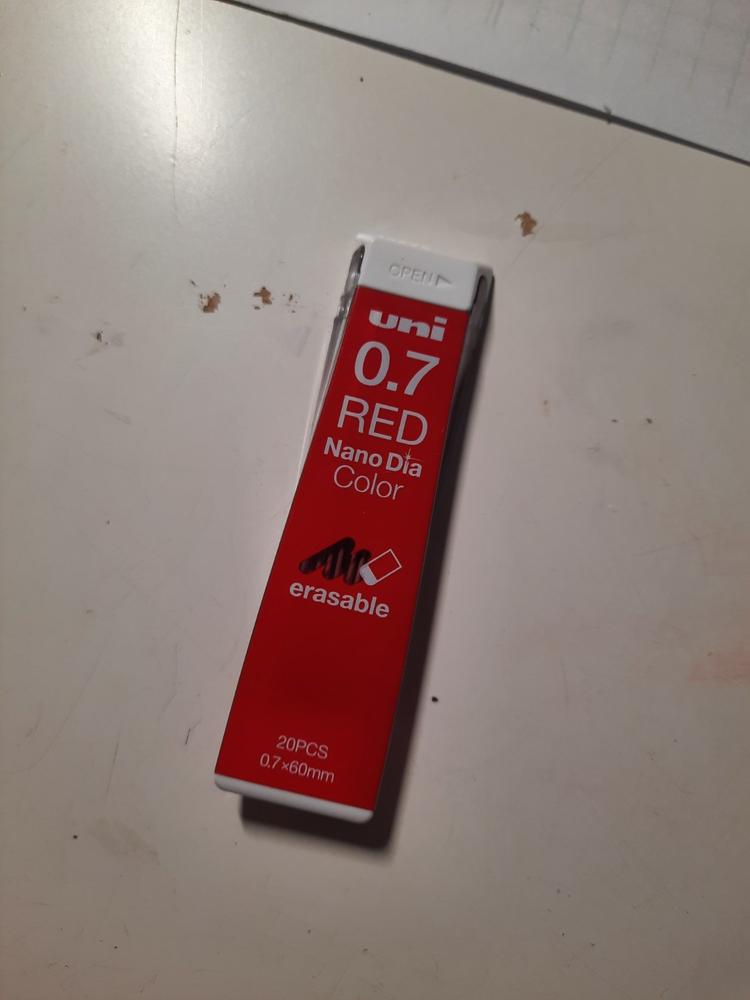 OPEN
uni
0.7
RED
Nano Dia
Color
erasable
20PCS
0.7×60mm